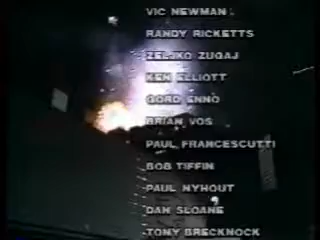 VIC NEWMAN
RANDY RICKETTS
ZELJKO ZUGAJ
KEN ELLIOTT
GORD ENNO
BRIAN VOS
PAUL FRANCESCUTTI
BOB TIFFIN
PAUL NYHOUT
DAN SLOANE
TONY BRECKNOCK